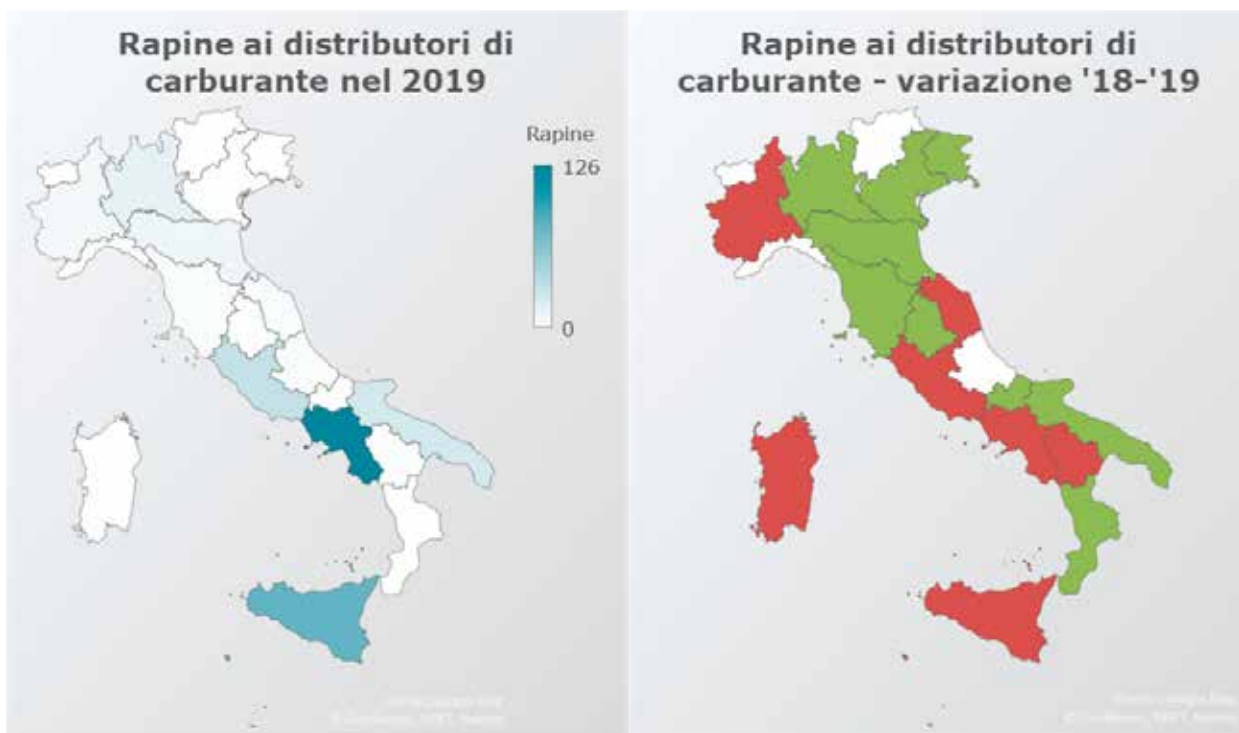 Rapine ai distributori di
carburante nel 2019
Rapine
126
0
Rapine ai distributori di
carburante - variazione '18-'19